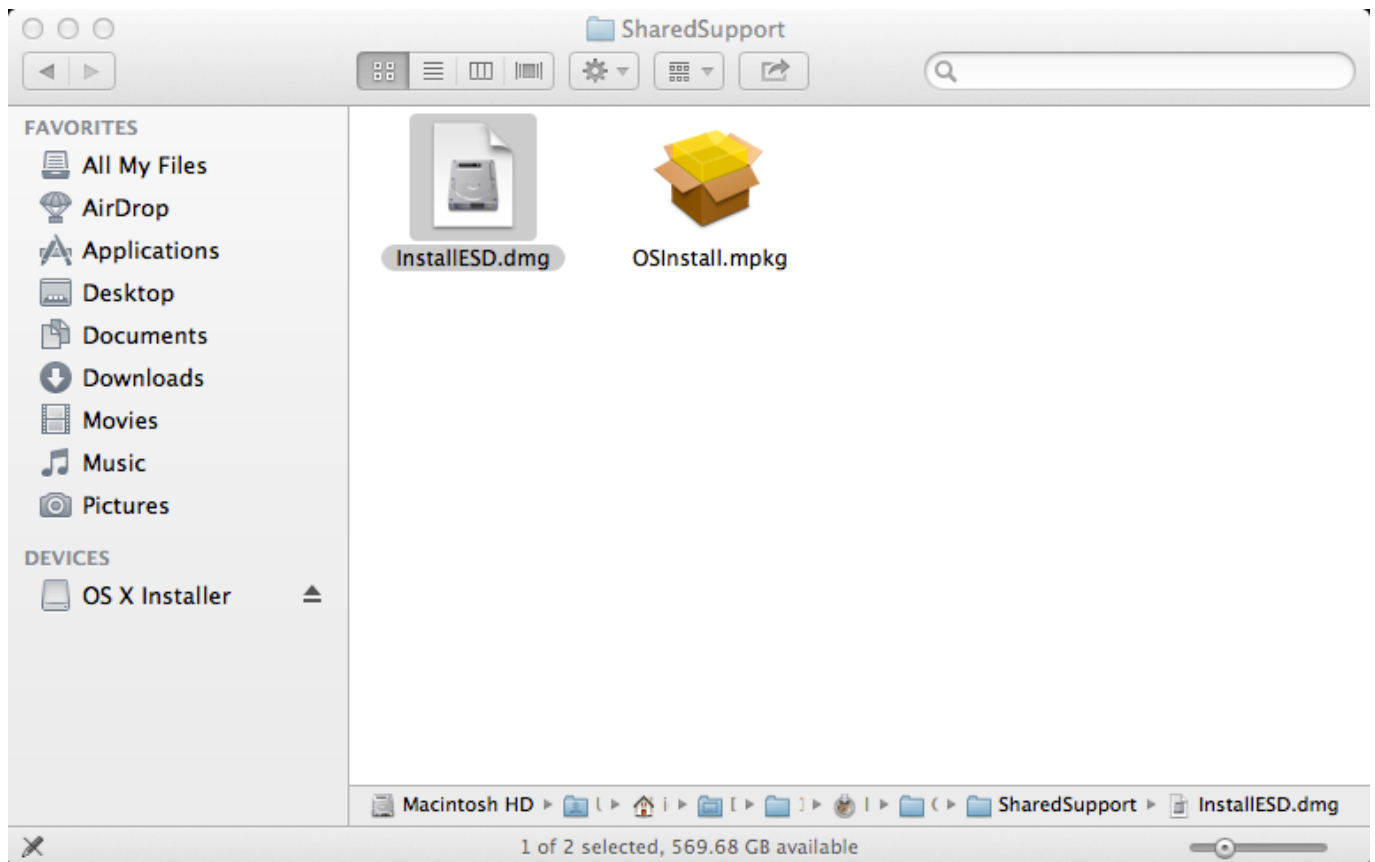 SharedSupport
FAVORITES
All My Files
AirDrop
Applications
Desktop
Documents
Downloads
Movies
Music
Pictures
DEVICES
OS X Installer
InstallESD.dmg
OSInstall.mpkg
Macintosh HD SharedSupport InstallESD.dmg
1 of 2 selected, 569.68 GB available